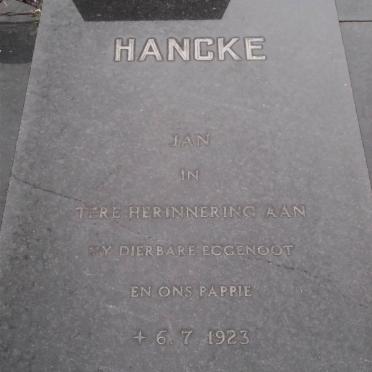 HANCKE
JAN
IN
TERE HERINNERING AAN
MY DIERBARE EGGENOOT
EN ONS PAPPIE
+ 6. 7 1923